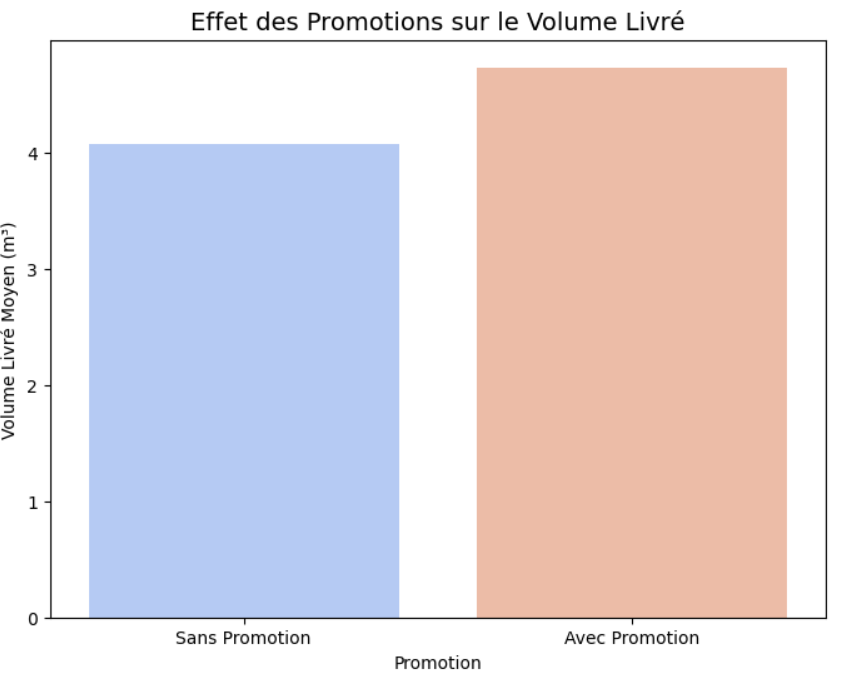 Effet des Promotions sur le Volume Livré
Volume Livré Moyen (m³)
4
3
2
1
0
Sans Promotion
Avec Promotion
Promotion